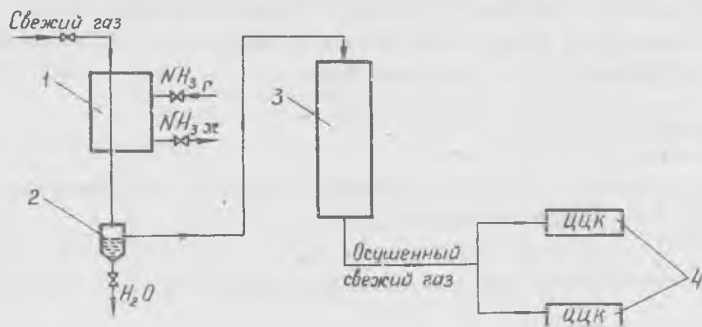 Свежий газ
1
NH₃ г
NH₃ ж
2
H₂O
3
Осушенный
свежий газ
ЦЦК
ЦЦК
4